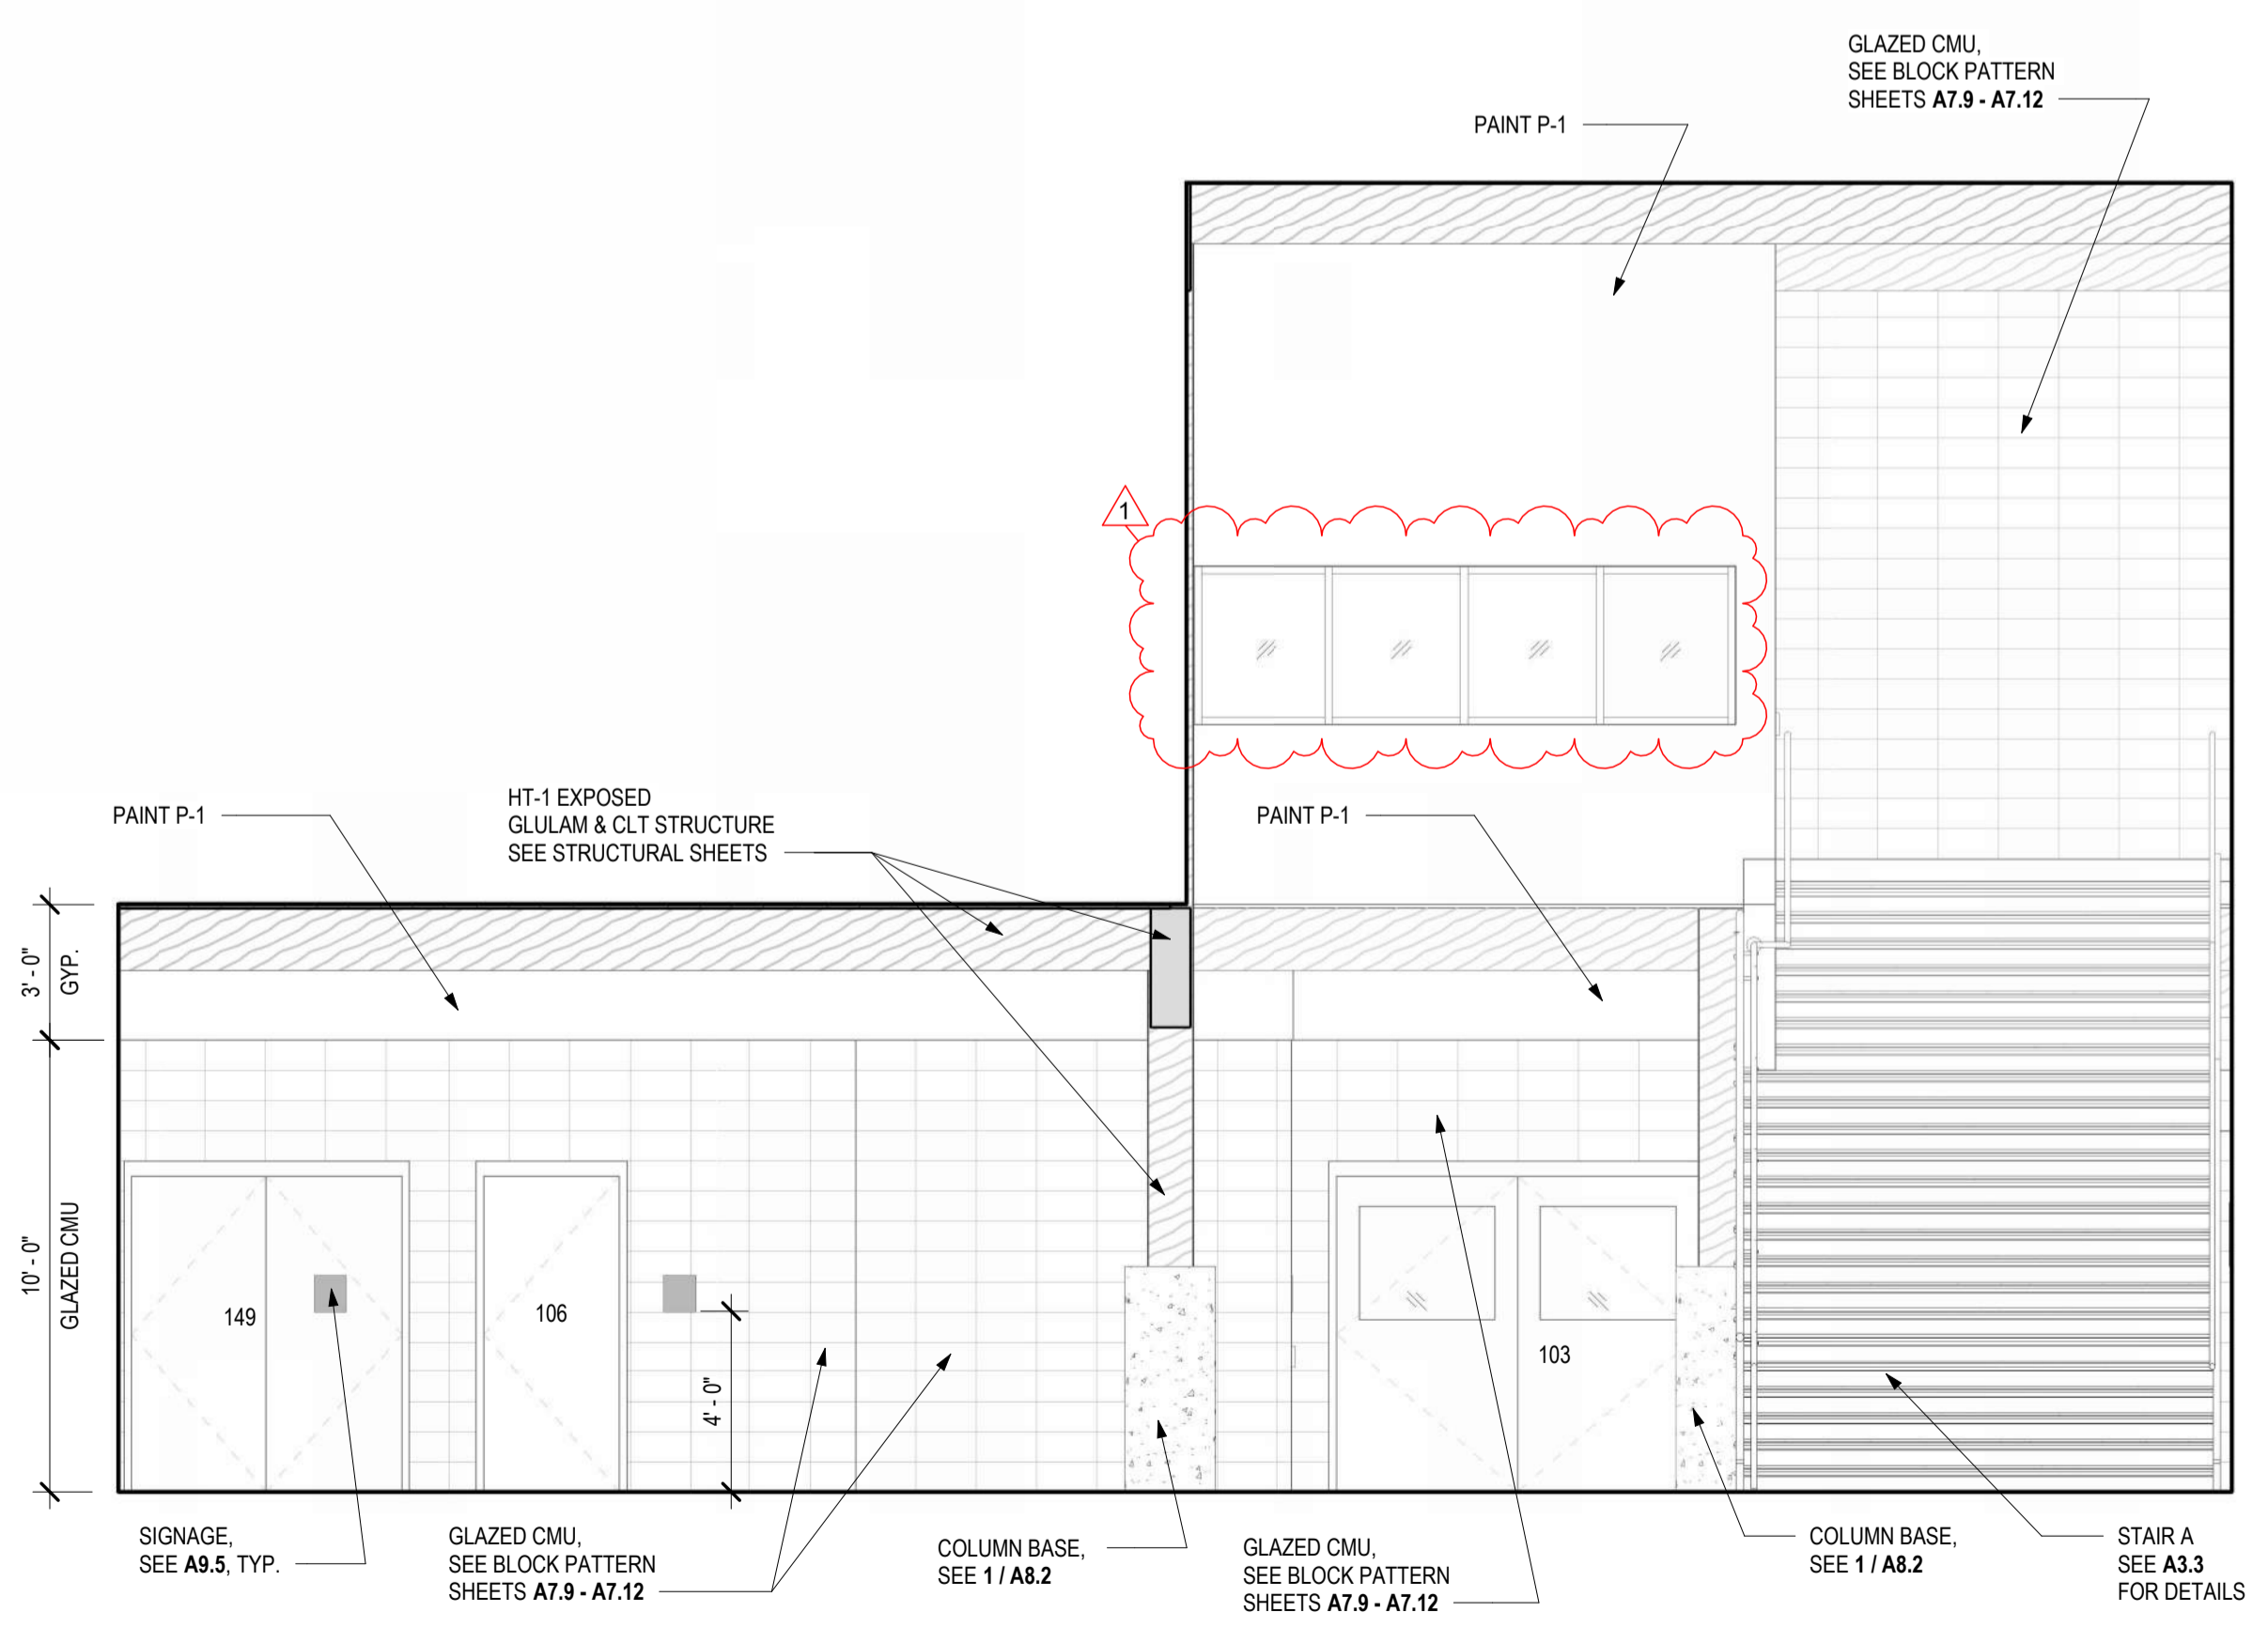 GLAZED CMU,
SEE BLOCK PATTERN
SHEETS A7.9 - A7.12
PAINT P-1
1
HT-1 EXPOSED
GLULAM & CLT STRUCTURE
SEE STRUCTURAL SHEETS
PAINT P-1
PAINT P-1
3' - 0"
GYP.
10' - 0"
GLAZED CMU
149
106
4' - 0"
103
SIGNAGE,
SEE A9.5, TYP.
GLAZED CMU,
SEE BLOCK PATTERN
SHEETS A7.9 - A7.12
COLUMN BASE,
SEE 1 / A8.2
GLAZED CMU,
SEE BLOCK PATTERN
SHEETS A7.9 - A7.12
COLUMN BASE,
SEE 1 / A8.2
STAIR A
SEE A3.3
FOR DETAILS